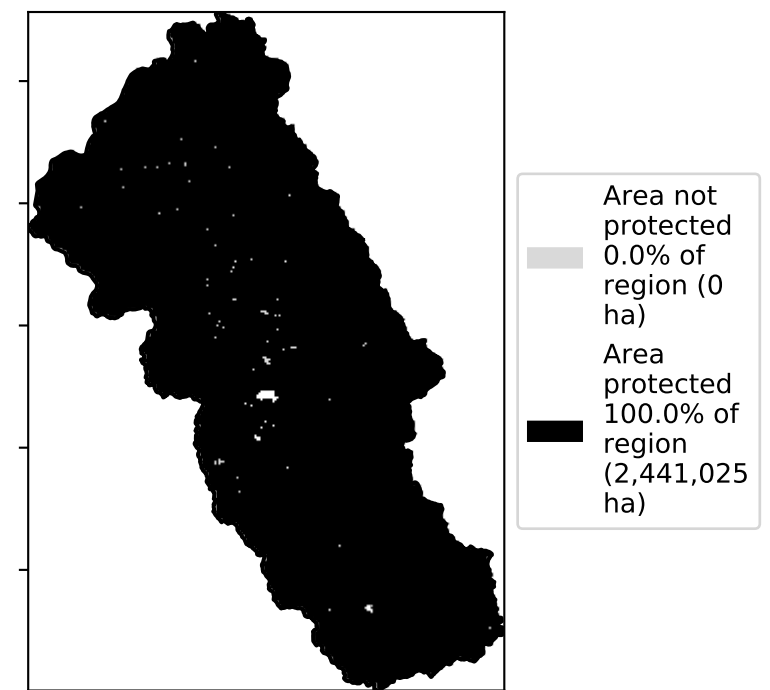 Area not
protected
0.0% of
region (0
ha)
Area
protected
100.0% of
region
(2,441,025
ha)